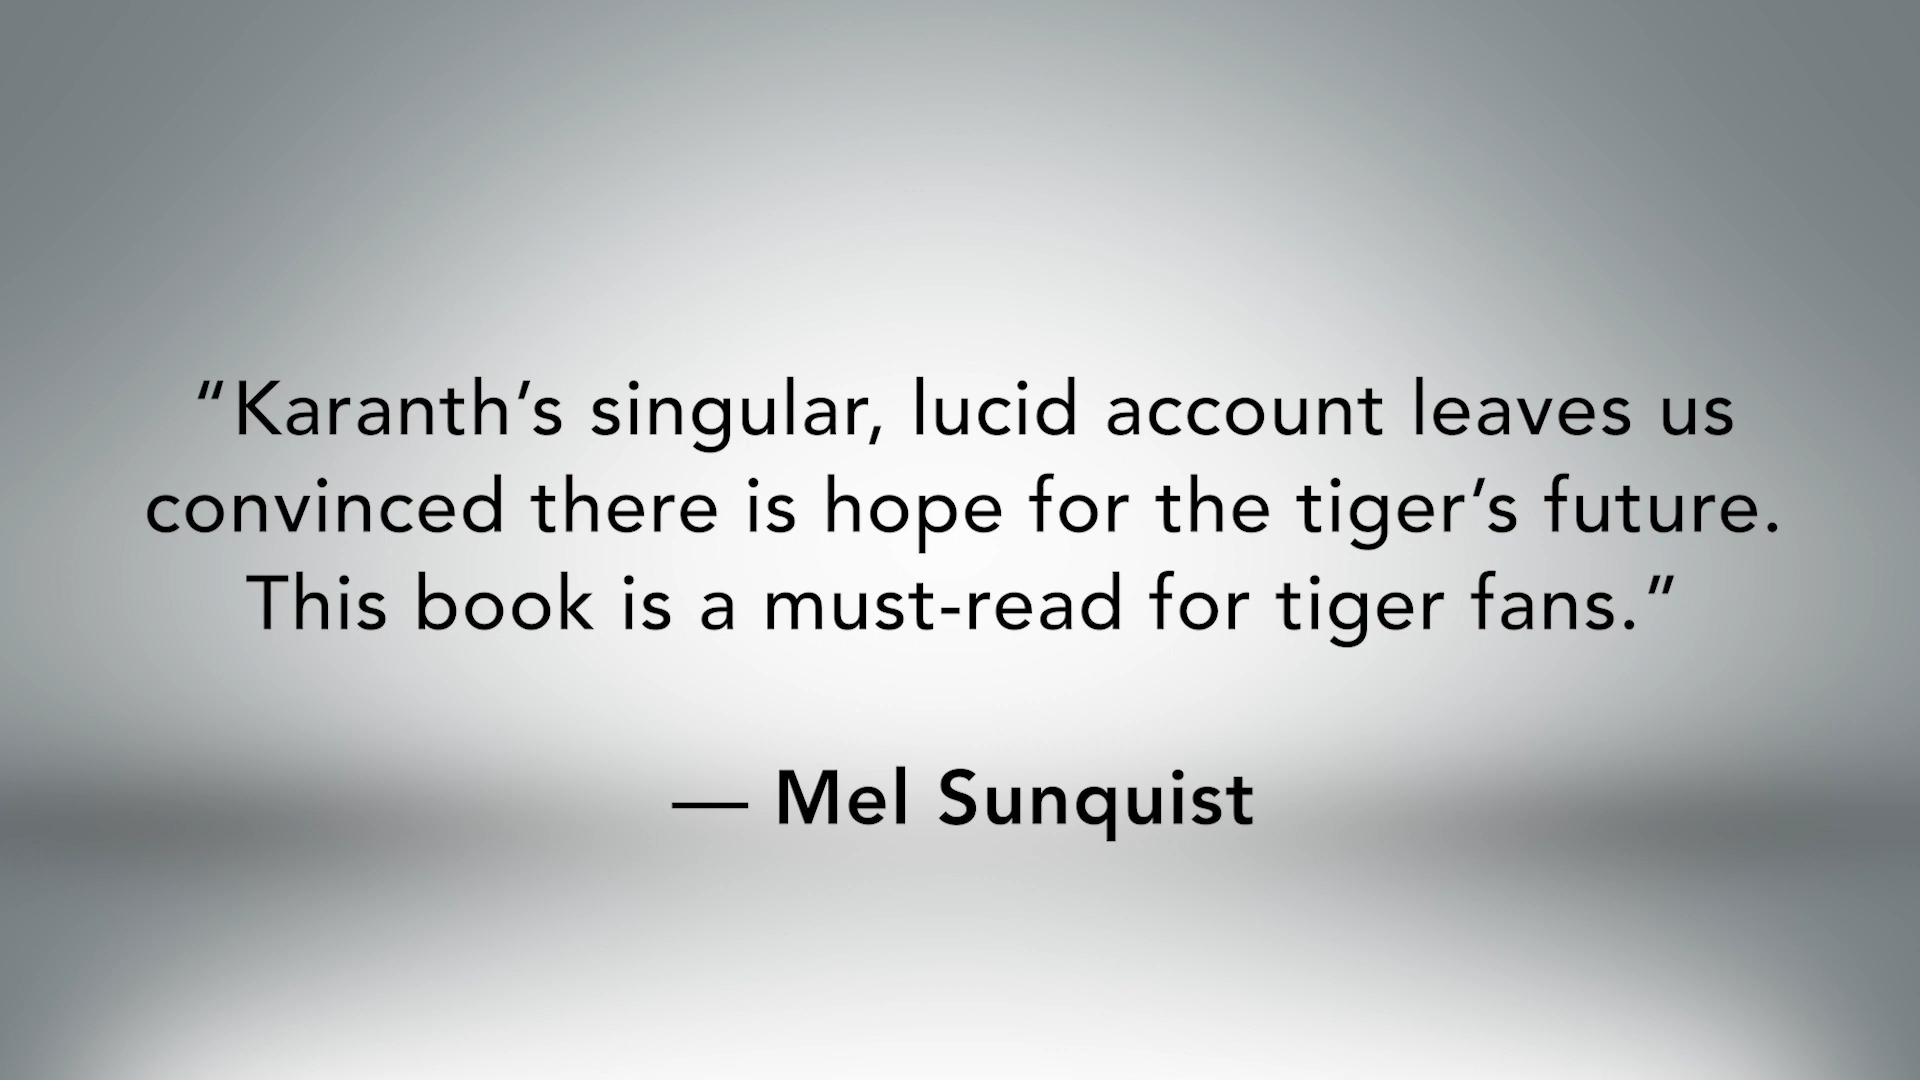 “Karanth’s singular, lucid account leaves us
convinced there is hope for the tiger’s future.
This book is a must-read for tiger fans.”
— Mel Sunquist